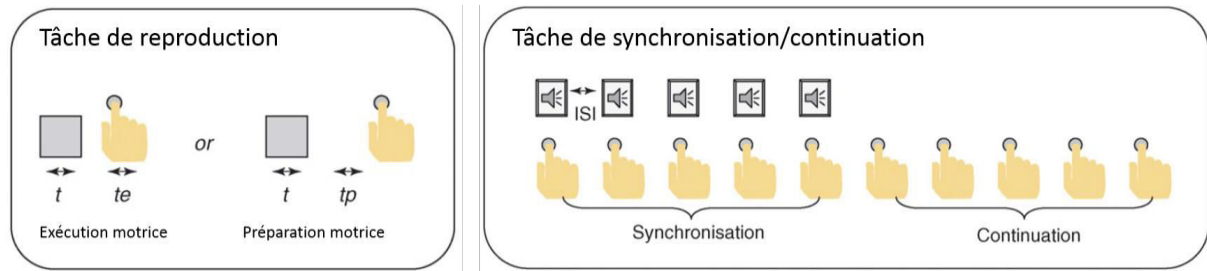 Tâche de reproduction
or
t
te
t
tp
Exécution motrice
Préparation motrice
Tâche de synchronisation/continuation
ISI
Synchronisation
Continuation